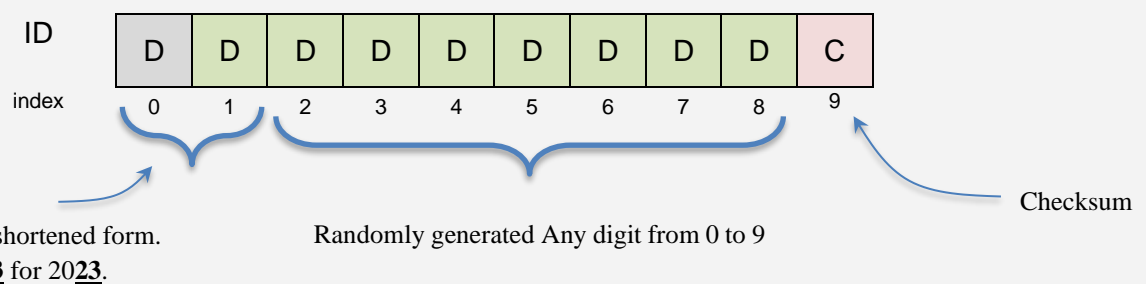 ID D D D D D D D D D C
index 0 1 2 3 4 5 6 7 8 9
Checksum
shortened form.
Randomly generated Any digit from 0 to 9
3 for 2023.